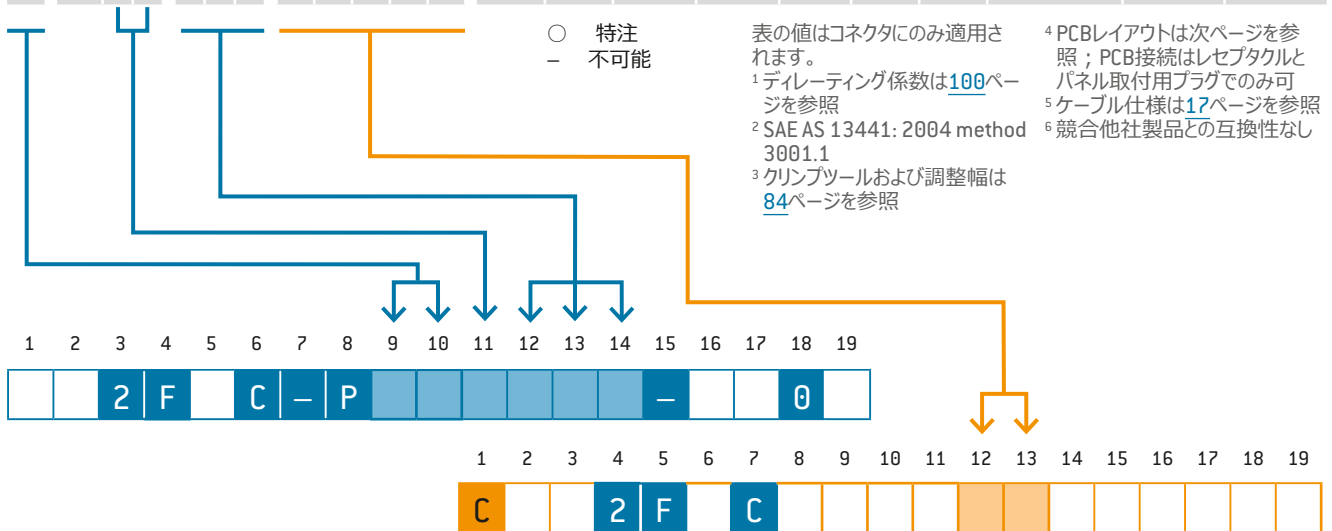 ○ 特注
– 不可能
表の値はコネクタにのみ適用さ
れます。
¹ ディレーティング係数は100ペー
ジを参照
² SAE AS 13441: 2004 method
3001.1
³ クリンプツールおよび調整幅は
84ページを参照
⁴ PCBレイアウトは次ページを参
照；PCB接続はレセプタクルと
パネル取付用プラグでのみ可
⁵ ケーブル仕様は17ページを参照
⁶ 競合他社製品との互換性なし
1 2 3 4 5 6 7 8 9 10 11 12 13 14 15 16 17 18 19
2 F C – P – 0
1 2 3 4 5 6 7 8 9 10 11 12 13 14 15 16 17 18 19
C 2 F C